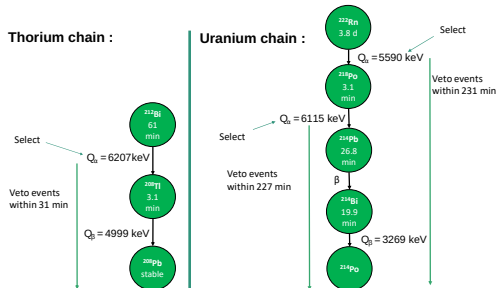 Thorium chain :
²¹²Bi
61
min
Select
Qα = 6207keV
Veto events
within 31 min
²⁰⁸Tl
3.1
min
Qβ = 4999 keV
²⁰⁸Pb
stable
Uranium chain :
²²²Rn
3.8 d
Select
Qα = 5590 keV
Veto events
within 231 min
²¹⁸Po
3.1
min
Qα = 6115 keV
Select
Veto events
within 227 min
²¹⁴Pb
26.8
min
β
²¹⁴Bi
19.9
min
Qβ = 3269 keV
²¹⁴Po